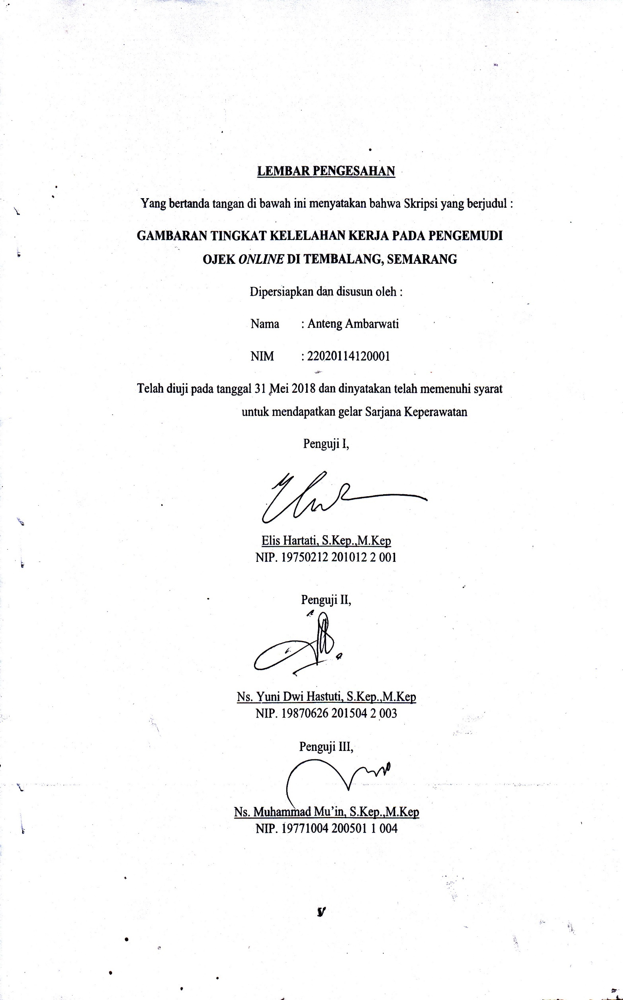 LEMBAR PENGESAHAN
Yang bertanda tangan di bawah ini menyatakan bahwa Skripsi yang berjudul :
GAMBARAN TINGKAT KELELAHAN KERJA PADA PENGEMUDI
OJEK ONLINE DI TEMBALANG, SEMARANG
Dipersiapkan dan disusun oleh :
Nama : Anteng Ambarwati
NIM : 22020114120001
Telah diuji pada tanggal 31 Mei 2018 dan dinyatakan telah memenuhi syarat
untuk mendapatkan gelar Sarjana Keperawatan
Penguji I,
Elis Hartati, S.Kep.,M.Kep
NIP. 19750212 201012 2 001
Penguji II,
Ns. Yuni Dwi Hastuti, S.Kep.,M.Kep
NIP. 19870626 201504 2 003
Penguji III,
Ns. Muhammad Mu’in, S.Kep.,M.Kep
NIP. 19771004 200501 1 004
v